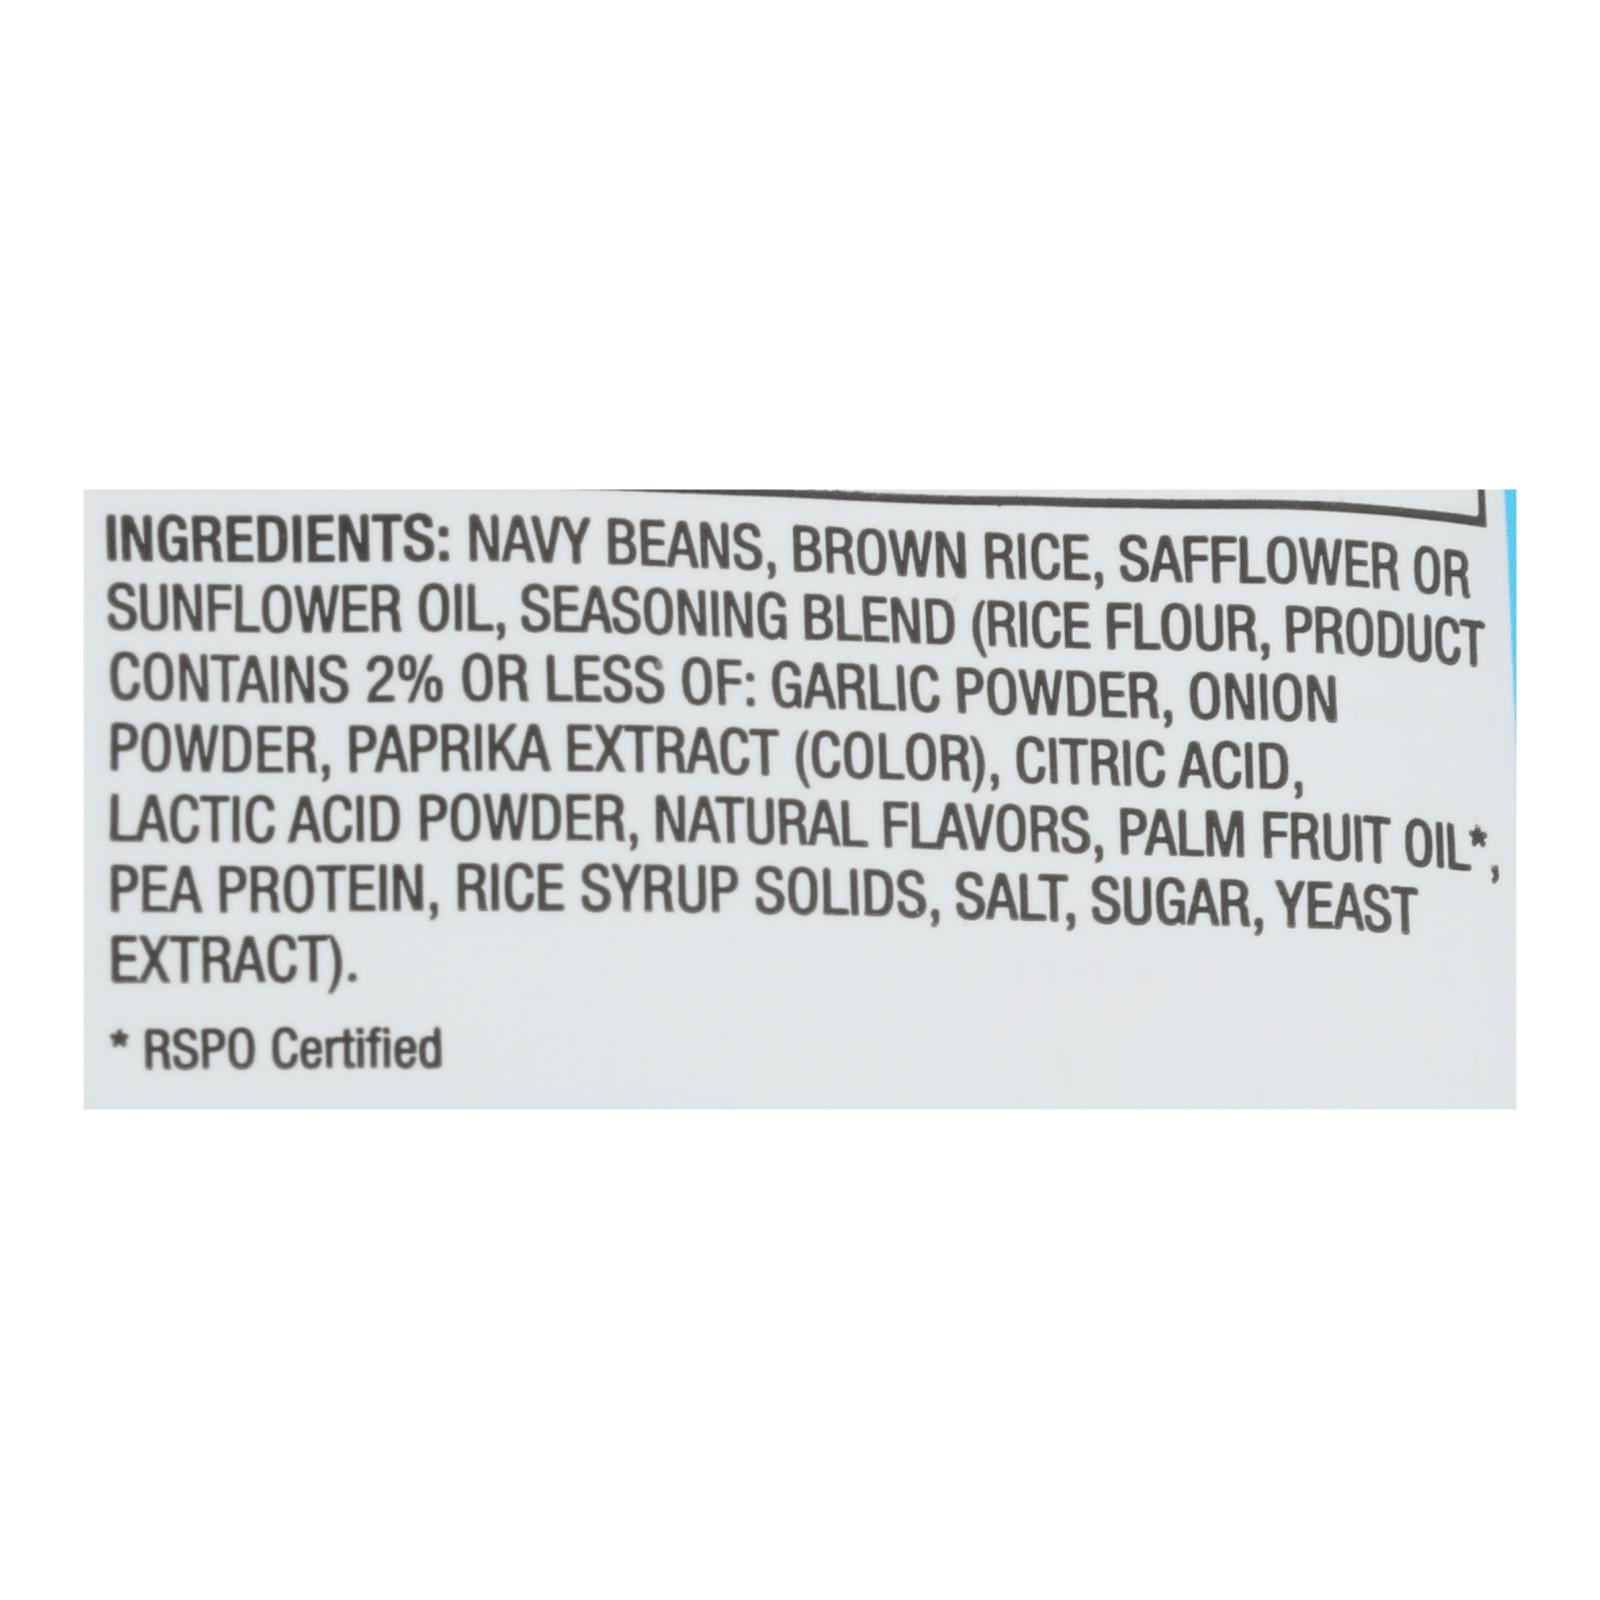 INGREDIENTS: NAVY BEANS, BROWN RICE, SAFFLOWER OR
SUNFLOWER OIL, SEASONING BLEND (RICE FLOUR, PRODUCT
CONTAINS 2% OR LESS OF: GARLIC POWDER, ONION
POWDER, PAPRIKA EXTRACT (COLOR), CITRIC ACID,
LACTIC ACID POWDER, NATURAL FLAVORS, PALM FRUIT OIL*,
PEA PROTEIN, RICE SYRUP SOLIDS, SALT, SUGAR, YEAST
EXTRACT).
* RSPO Certified